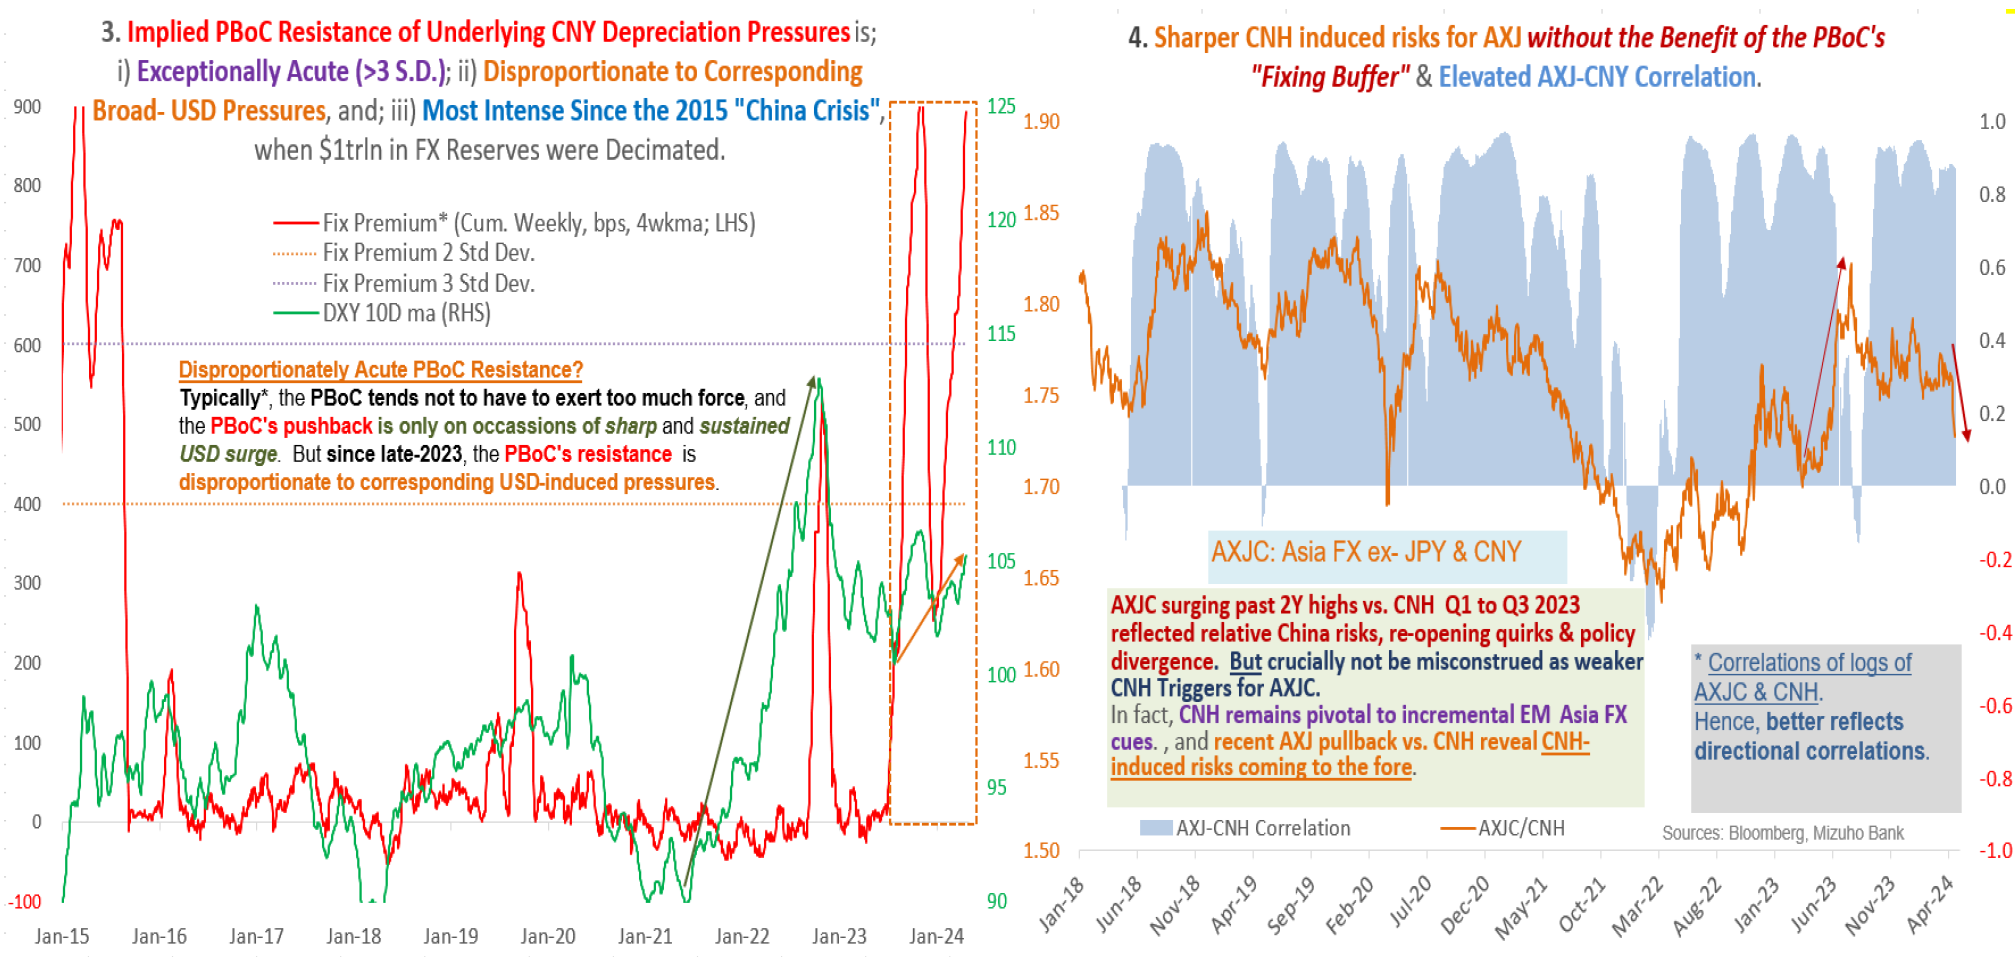 3. Implied PBoC Resistance of Underlying CNY Depreciation Pressures is;
i) Exceptionally Acute (>3 S.D.); ii) Disproportionate to Corresponding
Broad- USD Pressures, and; iii) Most Intense Since the 2015 "China Crisis",
when $1trln in FX Reserves were Decimated.
900
800
700
600
500
400
300
200
100
0
-100
125
120
115
110
105
100
95
90
Fix Premium* (Cum. Weekly, bps, 4wkma; LHS)
Fix Premium 2 Std Dev.
Fix Premium 3 Std Dev.
DXY 10D ma (RHS)
Disproportionately Acute PBoC Resistance?
Typically*, the PBoC tends not to have to exert too much force, and
the PBoC's pushback is only on occassions of sharp and sustained
USD surge. But since late-2023, the PBoC's resistance is
disproportionate to corresponding USD-induced pressures.
Jan-15 Jan-16 Jan-17 Jan-18 Jan-19 Jan-20 Jan-21 Jan-22 Jan-23 Jan-24
4. Sharper CNH induced risks for AXJ without the Benefit of the PBoC's
"Fixing Buffer" & Elevated AXJ-CNY Correlation.
1.90
1.85
1.80
1.75
1.70
1.65
1.60
1.55
1.50
1.0
0.8
0.6
0.4
0.2
0.0
-0.2
-0.4
-0.6
-0.8
-1.0
AXJC: Asia FX ex- JPY & CNY
AXJC surging past 2Y highs vs. CNH Q1 to Q3 2023
reflected relative China risks, re-opening quirks & policy
divergence. But crucially not be misconstrued as weaker
CNH Triggers for AXJC.
In fact, CNH remains pivotal to incremental EM Asia FX
cues. , and recent AXJ pullback vs. CNH reveal CNH-
induced risks coming to the fore.
* Correlations of logs of
AXJC & CNH.
Hence, better reflects
directional correlations.
AXJ-CNH Correlation
AXJC/CNH
Sources: Bloomberg, Mizuho Bank
Jan-18 Jun-18 Nov-18 Apr-19 Sep-19 Feb-20 Jul-20 Dec-20 May-21 Oct-21 Mar-22 Aug-22 Jan-23 Jun-23 Nov-23 Apr-24